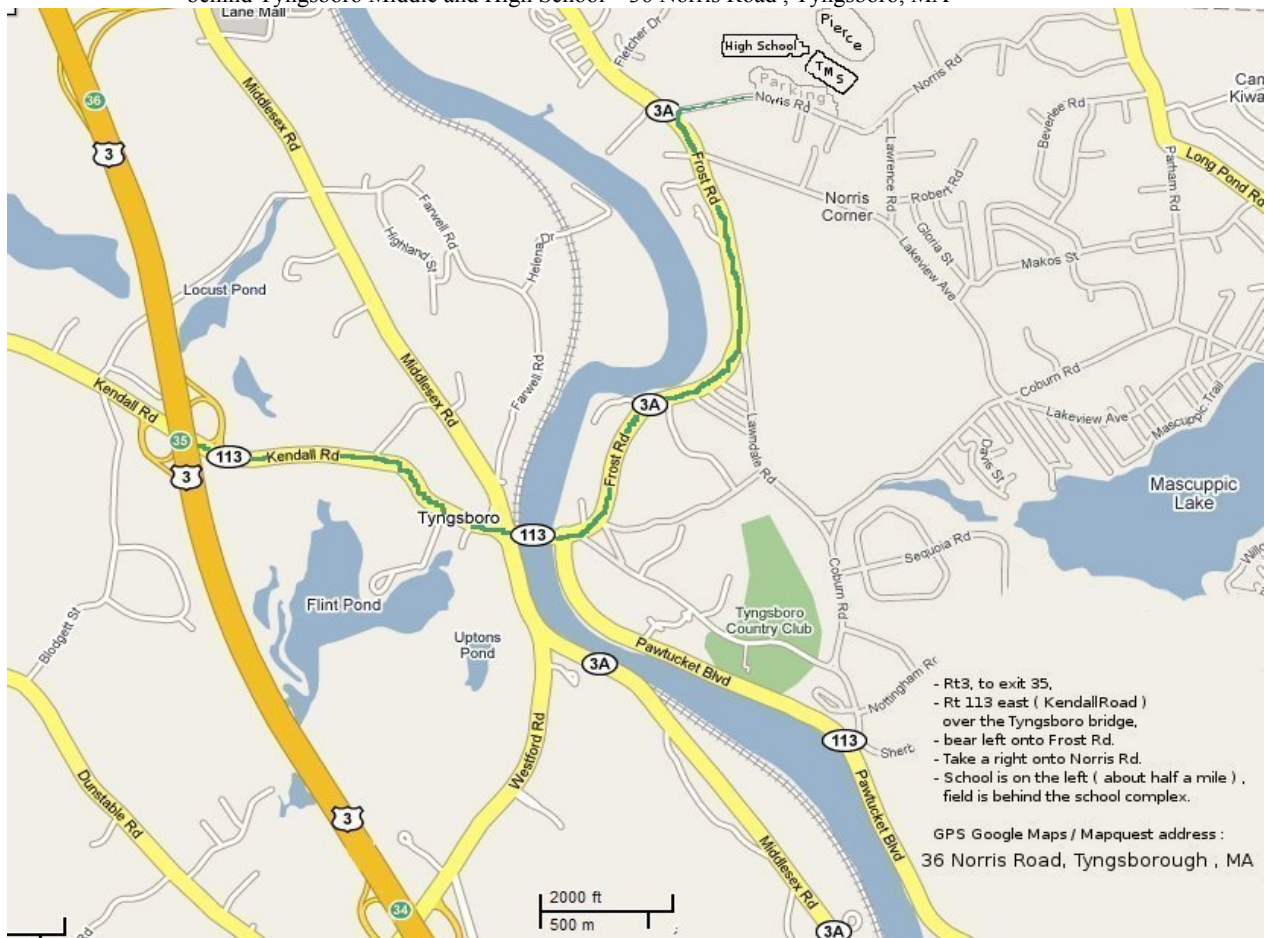 behind Tyngsboro Middle and High School – 36 Norris Road , Tyngsboro, MA
Lane Mall
Fletcher Dr
High School
Pierce
TMS
Parking
Norris Rd
Norris Rd
36
3
Middlesex Rd
3A
Frost Rd
Lawrence Rd
Beverlee Rd
Parham Rd
Long Pond Rd
Norris
Corner
Robert Rd
Gloria St
Makos St
Lakeview Ave
Farwell Rd
Highland St
Helena Dr
Locust Pond
Middlesex Rd
Farwell Rd
Kendall Rd
35
3
113
Kendall Rd
3A
Frost Rd
Lawndale Rd
Coburn Rd
Lakeview Ave
Mascuppic Trail
Davis St
Mascuppic
Lake
Tyngsboro
113
Sequoia Rd
Coburn Rd
Flint Pond
Blodgett St
Uptons
Pond
Tyngsboro
Country Club
3A
Pawtucket Blvd
113
Dunstable Rd
Westford Rd
3
34
Middlesex Rd
Pawtucket Blvd
3A
- Rt3, to exit 35,
- Rt 113 east ( KendallRoad )
over the Tyngsboro bridge,
- bear left onto Frost Rd.
- Take a right onto Norris Rd.
- School is on the left ( about half a mile ) ,
field is behind the school complex.
GPS Google Maps / Mapquest address :
36 Norris Road, Tyngsborough , MA
2000 ft
500 m